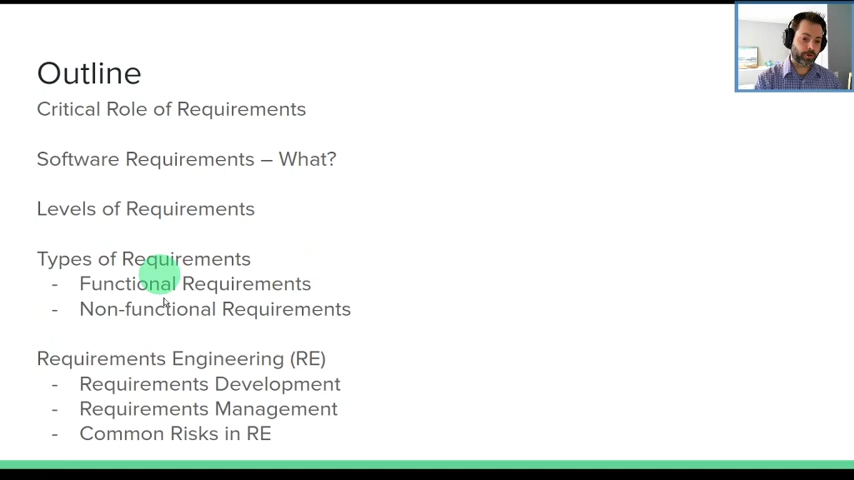 Outline
Critical Role of Requirements
Software Requirements – What?
Levels of Requirements
Types of Requirements
- Functional Requirements
- Non-functional Requirements
Requirements Engineering (RE)
- Requirements Development
- Requirements Management
- Common Risks in RE